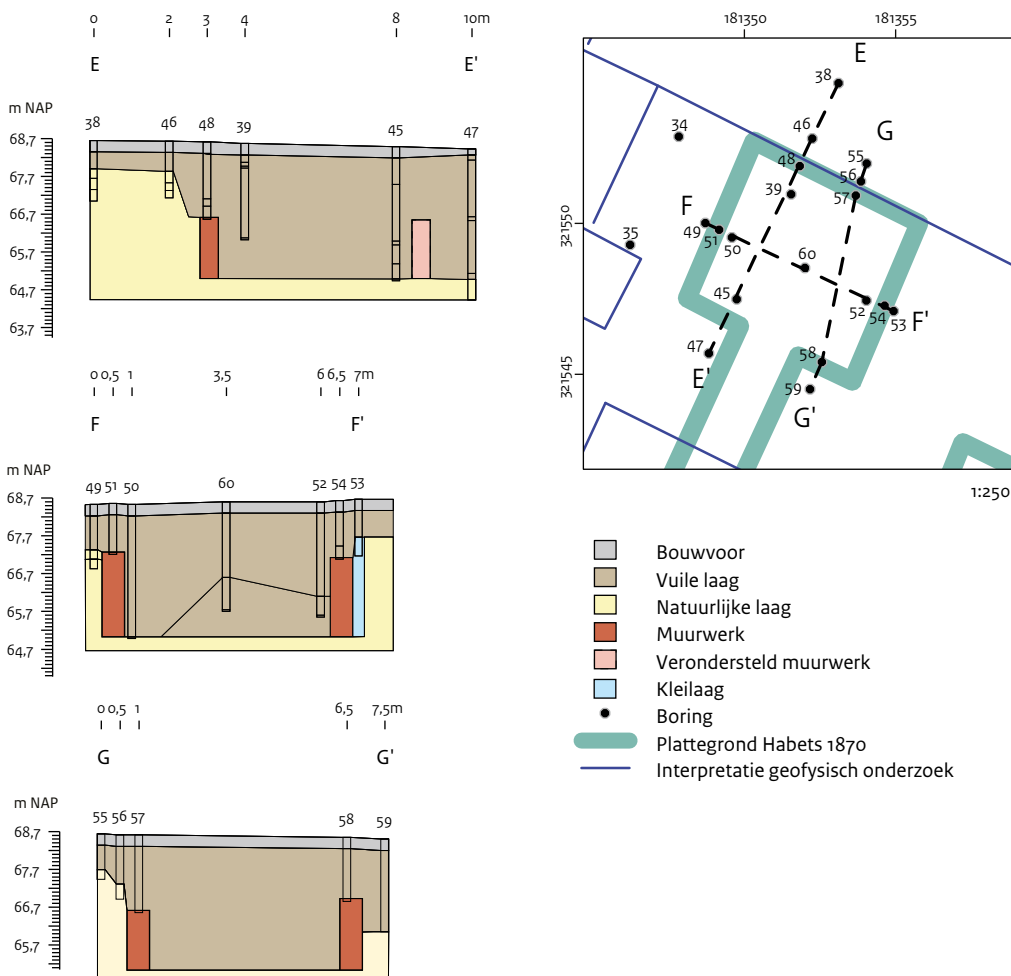 0 2 3 4 8 10m
E E'
m NAP
38 46 48 39 45 47
68,7
67,7
66,7
65,7
64,7
63,7
0 0,5 1 3,5 6 6,5 7m
F F'
m NAP
49 51 50 60 52 54 53
68,7
67,7
66,7
65,7
64,7
0 0,5 1 6,5 7,5m
G G'
m NAP
55 56 57 58 59
68,7
67,7
66,7
65,7
181350 181355
E
38
46 G
34 55
48 56
39 57
F
49
51 50
321550
35
60
45 52 54 53 F'
47 58
E'
321545
59
G'
1:250
Bouwvoor
Vuile laag
Natuurlijke laag
Muurwerk
Verondersteld muurwerk
Kleilaag
Boring
Plattegrond Habets 1870
Interpretatie geofysisch onderzoek